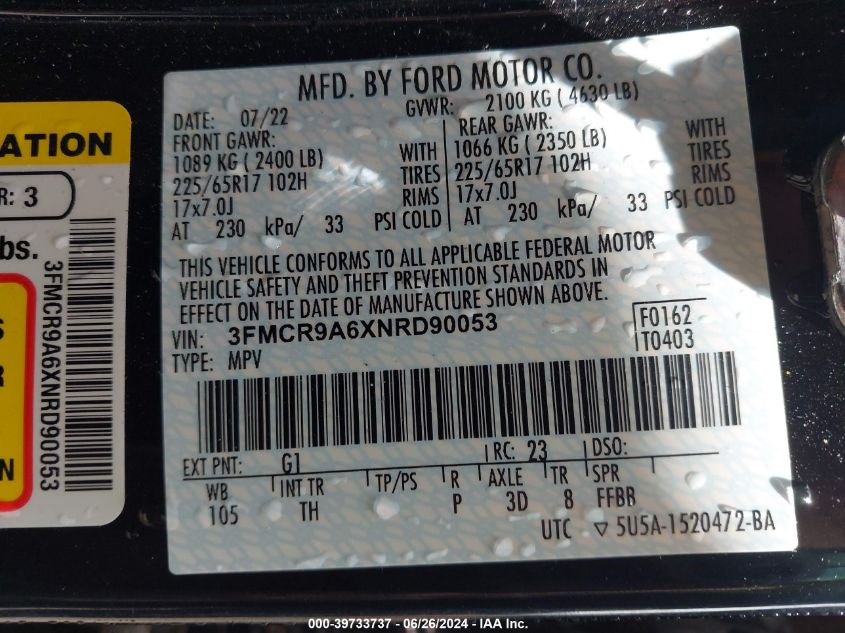 ATION
R: 3
bs.
3FMCR9A6XNRD90053
S
R
N
MFD. BY FORD MOTOR CO.
DATE: 07/22 GVWR: 2100 KG ( 4630 LB)
FRONT GAWR: REAR GAWR:
1089 KG ( 2400 LB) WITH 1066 KG ( 2350 LB) WITH
225/65R17 102H TIRES 225/65R17 102H TIRES
17x7.0J RIMS 17x7.0J RIMS
AT 230 kPa/ 33 PSI COLD AT 230 kPa/ 33 PSI COLD
THIS VEHICLE CONFORMS TO ALL APPLICABLE FEDERAL MOTOR
VEHICLE SAFETY AND THEFT PREVENTION STANDARDS IN
EFFECT ON THE DATE OF MANUFACTURE SHOWN ABOVE.
VIN: 3FMCR9A6XNRD90053 F0162
TYPE: MPV T0403
EXT PNT: G1 RC: 23 DSO:
WB INT TR TP/PS R AXLE TR SPR
105 TH P 3D 8 FFBR
UTC ▽ 5U5A-1520472-BA
000-39733737 - 06/26/2024 - IAA Inc.